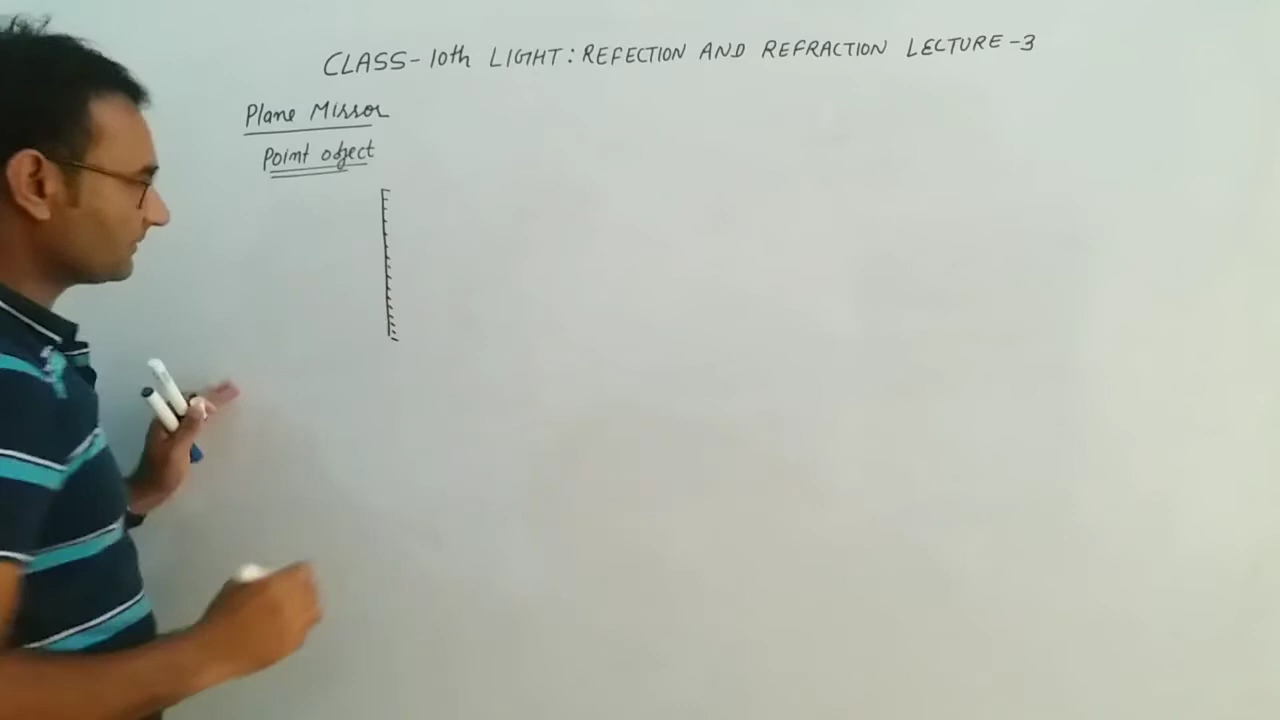 CLASS-10th LIGHT: REFECTION AND REFRACTION LECTURE-3
Plane Mirror
Point object